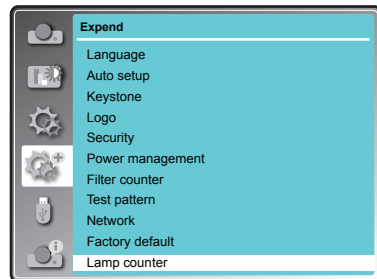 Expend
Language
Auto setup
Keystone
Logo
Security
Power management
Filter counter
Test pattern
Network
Factory default
Lamp counter